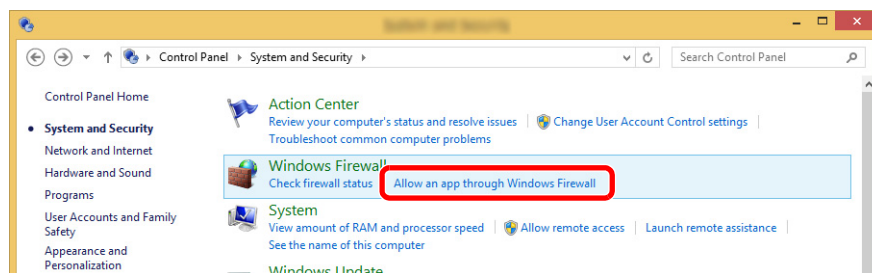 Control Panel ▸ System and Security ▸
Search Control Panel
Control Panel Home
System and Security
Network and Internet
Hardware and Sound
Programs
User Accounts and Family
Safety
Appearance and
Personalization
Action Center
Review your computer's status and resolve issues
Change User Account Control settings
Troubleshoot common computer problems
Windows Firewall
Check firewall status
Allow an app through Windows Firewall
System
View amount of RAM and processor speed
Allow remote access
Launch remote assistance
See the name of this computer
Windows Update